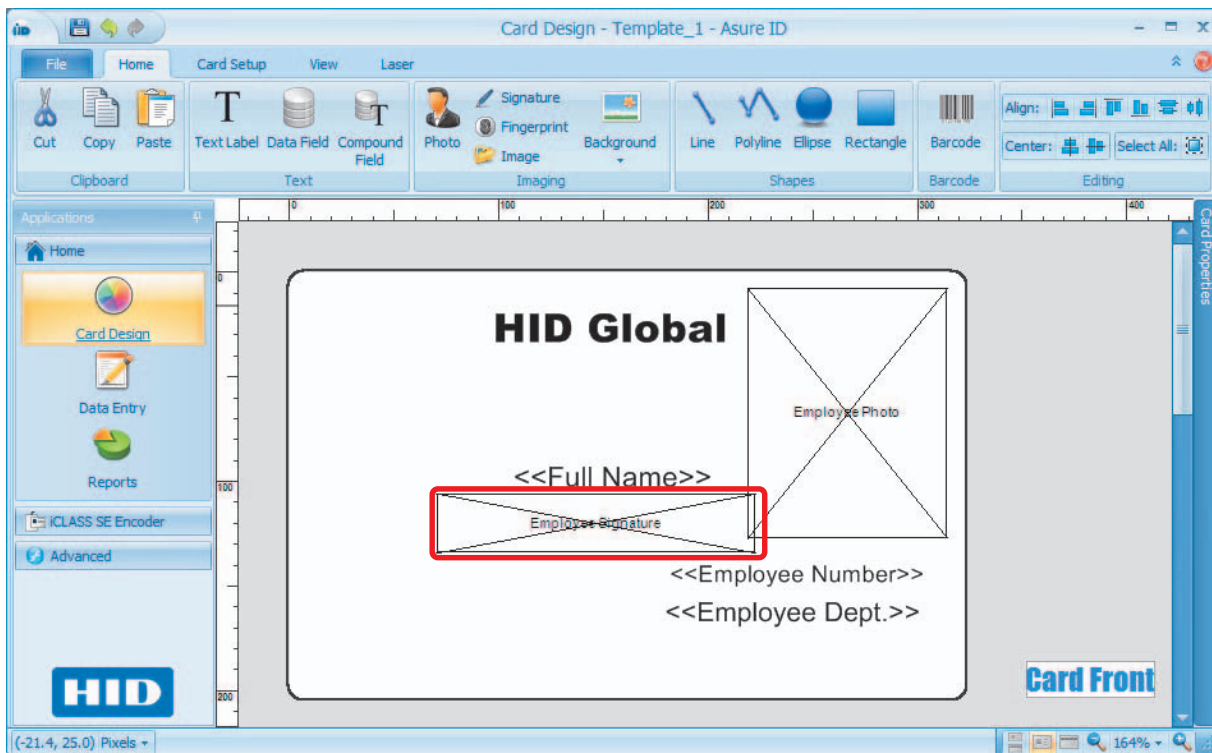 iiD
Card Design - Template_1 - Asure ID
File Home Card Setup View Laser
Cut Copy Paste
Clipboard
Text Label Data Field Compound Field
Text
Photo
Signature
Fingerprint
Image
Background
Imaging
Line Polyline Ellipse Rectangle
Shapes
Barcode
Barcode
Align:
Center: Select All:
Editing
Applications
Home
Card Design
Data Entry
Reports
iCLASS SE Encoder
Advanced
HID
0 100 200 300 400
0
100
200
HID Global
Employee Photo
<<Full Name>>
Employee Signature
<<Employee Number>>
<<Employee Dept.>>
Card Front
Card Properties
(-21.4, 25.0) Pixels
164%